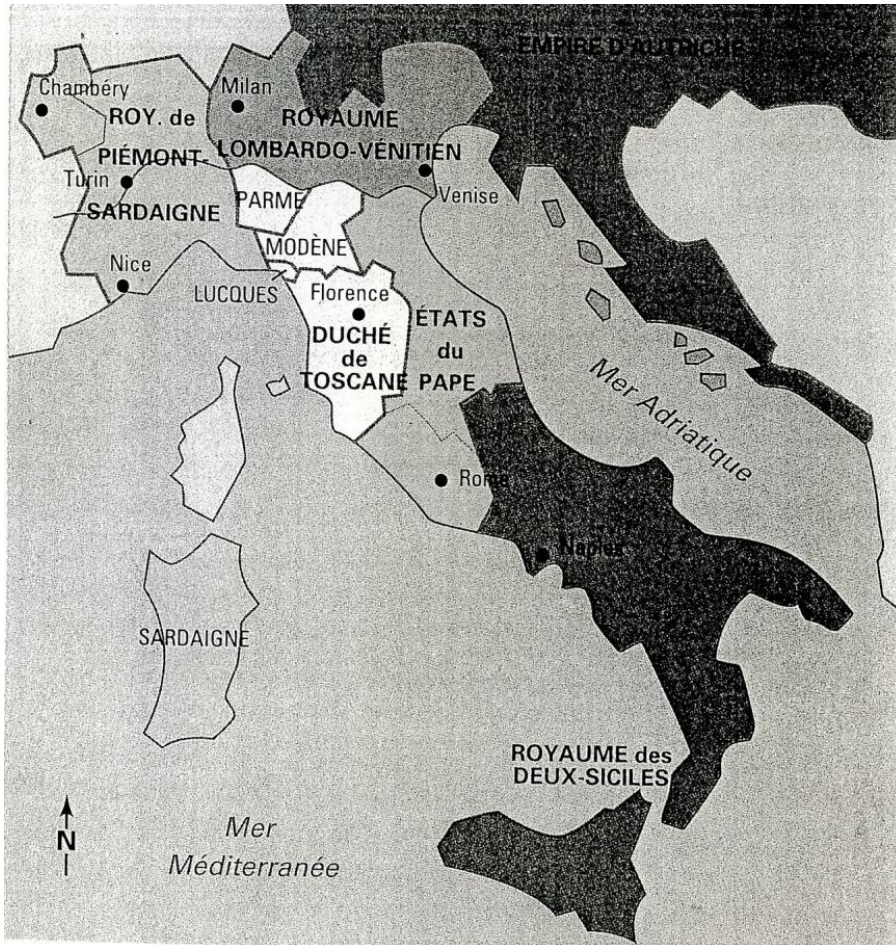 EMPIRE D'AUTRICHE
Chambéry
Milan
ROY. de
PIÉMONT-
SARDAIGNE
ROYAUME
LOMBARDO-VÉNITIEN
Turin
PARME
Venise
MODÈNE
Nice
LUCQUES
Florence
DUCHÉ
de
TOSCANE
ÉTATS
du
PAPE
Mer Adriatique
Rome
Naples
SARDAIGNE
ROYAUME des
DEUX-SICILES
N
Mer
Méditerranée